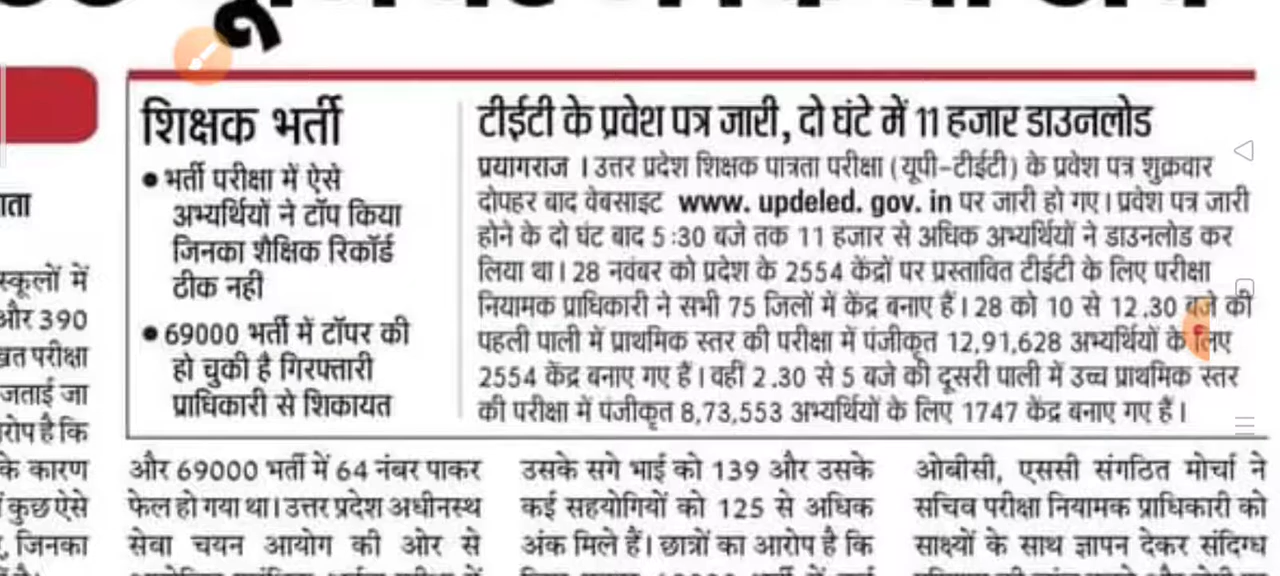 शिक्षक भर्ती
• भर्ती परीक्षा में ऐसे
अभ्यर्थियों ने टॉप किया
जिनका शैक्षिक रिकॉर्ड
ठीक नहीं
• 69000 भर्ती में टॉपर की
हो चुकी है गिरफ्तारी
प्राधिकारी से शिकायत
टीईटी के प्रवेश पत्र जारी, दो घंटे में 11 हजार डाउनलोड
प्रयागराज । उत्तर प्रदेश शिक्षक पात्रता परीक्षा (यूपी-टीईटी) के प्रवेश पत्र शुक्रवार
दोपहर बाद वेबसाइट www. updeled. gov. in पर जारी हो गए। प्रवेश पत्र जारी
होने के दो घंट बाद 5:30 बजे तक 11 हजार से अधिक अभ्यर्थियों ने डाउनलोड कर
लिया था। 28 नवंबर को प्रदेश के 2554 केंद्रों पर प्रस्तावित टीईटी के लिए परीक्षा
नियामक प्राधिकारी ने सभी 75 जिलों में केंद्र बनाए हैं। 28 को 10 से 12.30 बजे की
पहली पाली में प्राथमिक स्तर की परीक्षा में पंजीकृत 12,91,628 अभ्यर्थियों के लिए
2554 केंद्र बनाए गए हैं। वहीं 2.30 से 5 बजे की दूसरी पाली में उच्च प्राथमिक स्तर
की परीक्षा में पंजीकृत 8,73,553 अभ्यर्थियों के लिए 1747 केंद्र बनाए गए हैं।
स्कूलों में
और 390
परीक्षा
जताई जा
है कि
के कारण
कुछ ऐसे
जिनका
और 69000 भर्ती में 64 नंबर पाकर
फेल हो गया था। उत्तर प्रदेश अधीनस्थ
सेवा चयन आयोग की ओर से
उसके सगे भाई को 139 और उसके
कई सहयोगियों को 125 से अधिक
अंक मिले हैं। छात्रों का आरोप है कि
ओबीसी, एससी संगठित मोर्चा ने
सचिव परीक्षा नियामक प्राधिकारी को
साक्ष्यों के साथ ज्ञापन देकर संदिग्ध